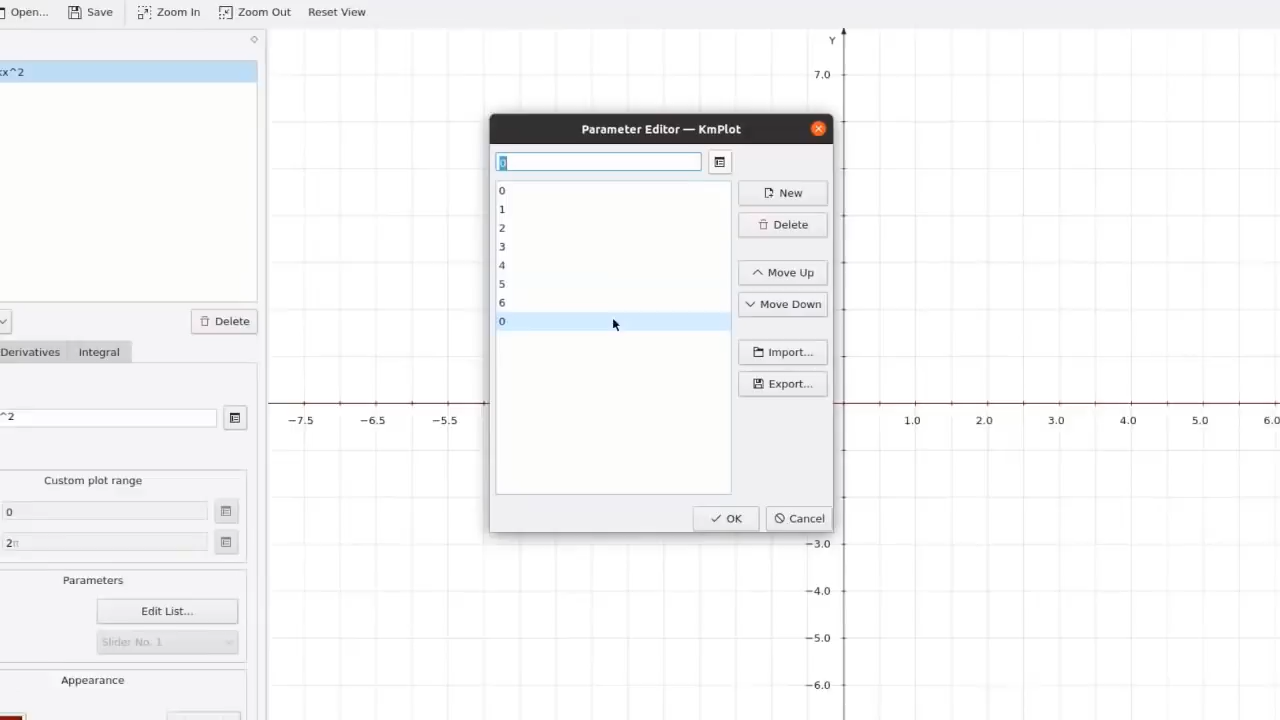 Open... Save Zoom In Zoom Out Reset View
x^2
Delete
Derivatives Integral
^2
Custom plot range
0
2π
Parameters
Edit List...
Slider No. 1
Appearance
Y
7.0
−7.5 −6.5 −5.5 1.0 2.0 3.0 4.0 5.0 6.0
−3.0
−4.0
−5.0
−6.0
Parameter Editor — KmPlot
0
0
1
2
3
4
5
6
0
New
Delete
Move Up
Move Down
Import...
Export...
OK Cancel